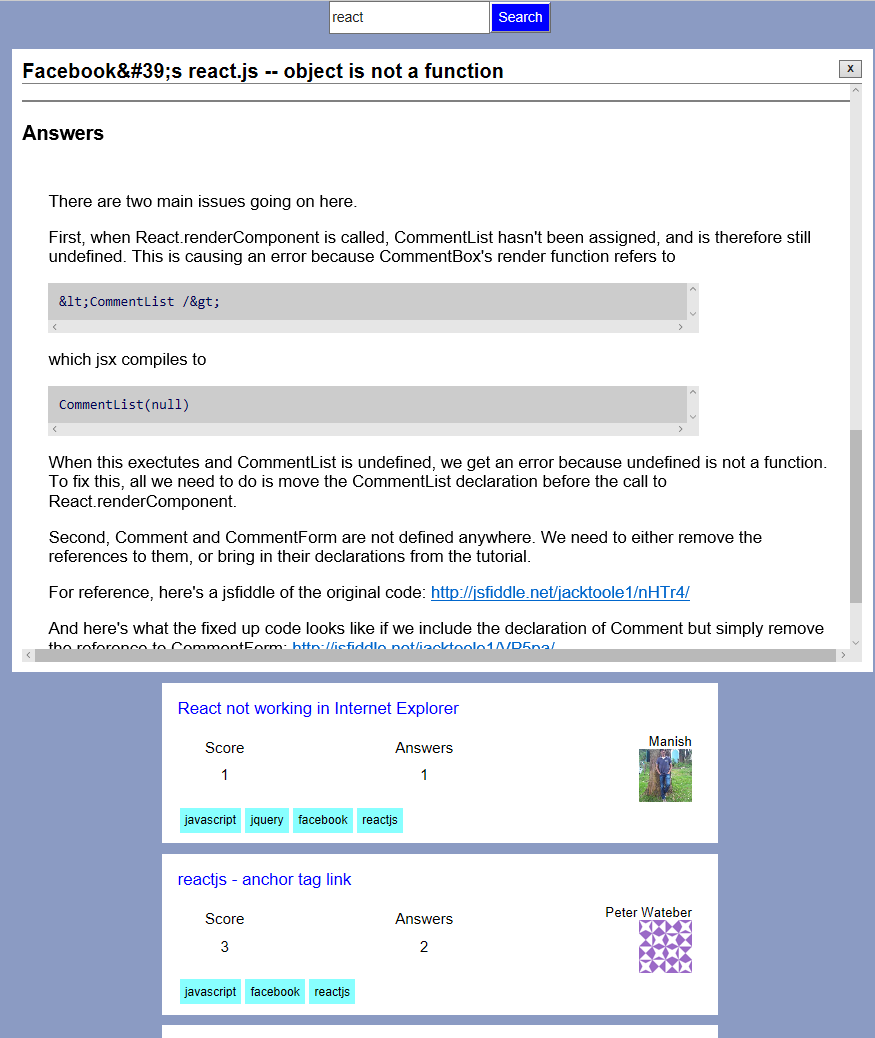 react
Search
Facebook&#39;s react.js -- object is not a function
x
Answers
There are two main issues going on here.
First, when React.renderComponent is called, CommentList hasn't been assigned, and is therefore still
undefined. This is causing an error because CommentBox's render function refers to
&lt;CommentList /&gt;
which jsx compiles to
CommentList(null)
When this exectutes and CommentList is undefined, we get an error because undefined is not a function.
To fix this, all we need to do is move the CommentList declaration before the call to
React.renderComponent.
Second, Comment and CommentForm are not defined anywhere. We need to either remove the
references to them, or bring in their declarations from the tutorial.
For reference, here's a jsfiddle of the original code: http://jsfiddle.net/jacktoole1/nHTr4/
And here's what the fixed up code looks like if we include the declaration of Comment but simply remove
the reference to CommentForm: http://jsfiddle.net/jacktoole1/VP5pa/
React not working in Internet Explorer
Score
Answers
Manish
1
1
javascript
jquery
facebook
reactjs
reactjs - anchor tag link
Score
Answers
Peter Wateber
3
2
javascript
facebook
reactjs